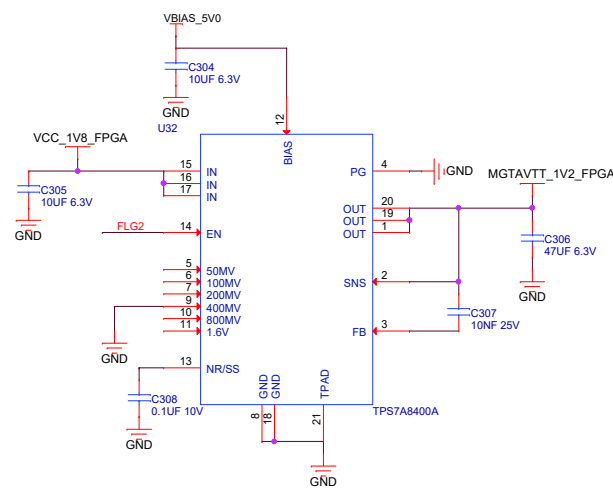 VBIAS_5V0
C304
10UF 6.3V
GND
U32
12
BIAS
VCC_1V8_FPGA
15
IN
16
IN
17
IN
C305
10UF 6.3V
GND
FLG2
14
EN
5
50MV
6
100MV
7
200MV
9
400MV
10
800MV
11
1.6V
GND
13
NR/SS
C308
0.1UF 10V
GND
PG
4
GND
MGTAVTT_1V2_FPGA
OUT
20
OUT
19
OUT
1
C306
47UF 6.3V
GND
SNS
2
C307
10NF 25V
FB
3
GND
GND
TPAD
8
18
21
TPS7A8400A
GND